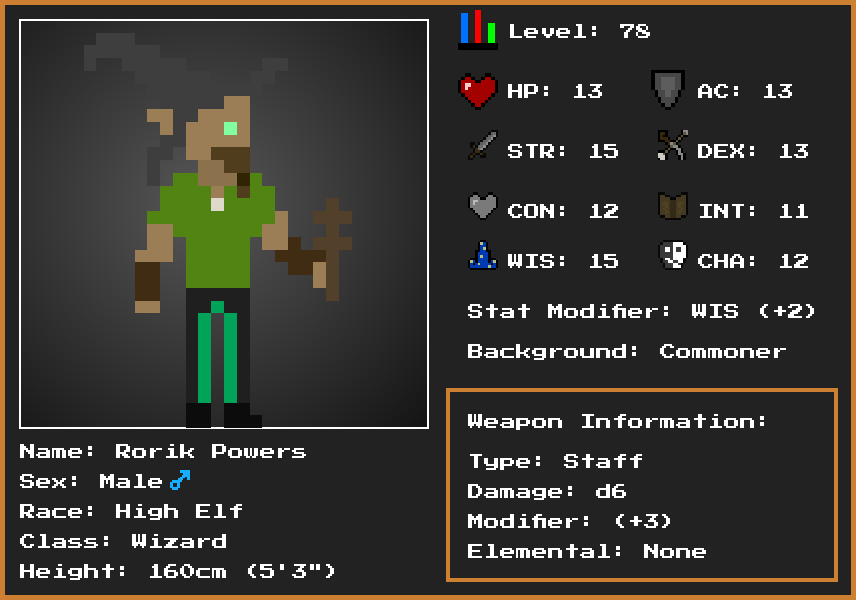 Level: 78
HP: 13
AC: 13
STR: 15
DEX: 13
CON: 12
INT: 11
WIS: 15
CHA: 12
Stat Modifier: WIS (+2)
Background: Commoner
Weapon Information:
Type: Staff
Damage: d6
Modifier: (+3)
Elemental: None
Name: Rorik Powers
Sex: Male ♂
Race: High Elf
Class: Wizard
Height: 160cm (5'3")